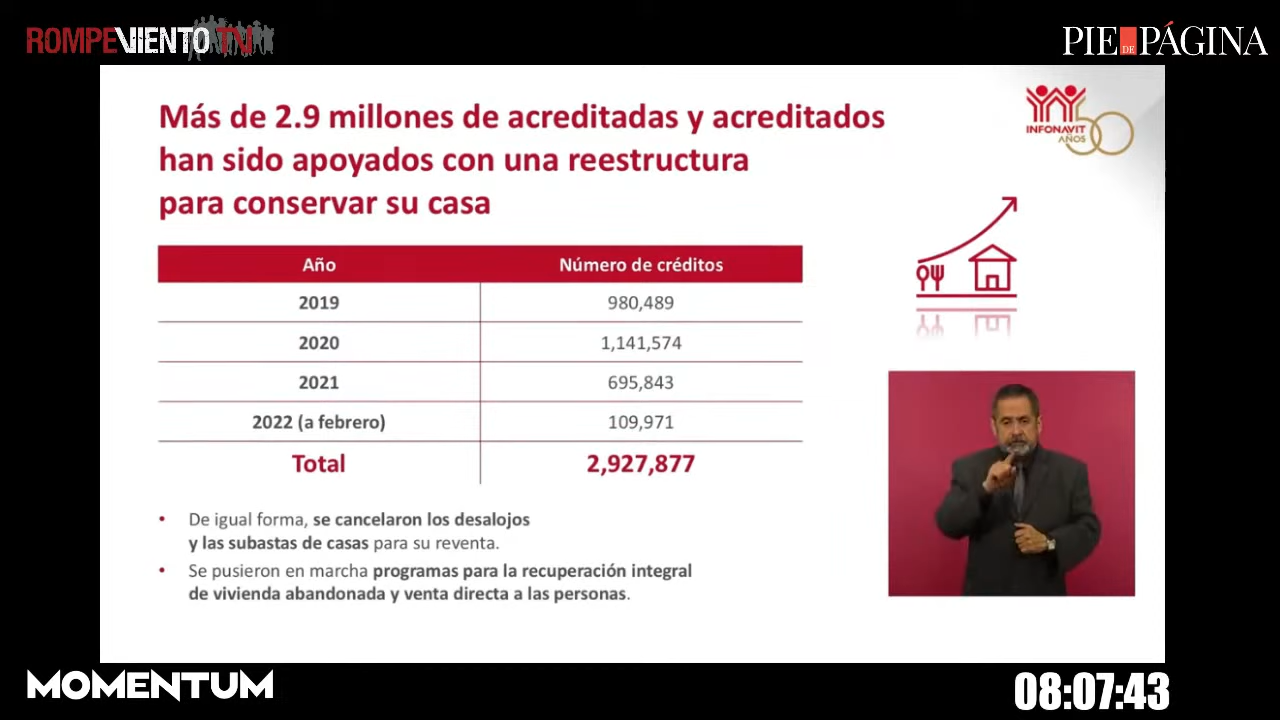 ROMPEVIENTO TV
PIE DE PÁGINA
Más de 2.9 millones de acreditadas y acreditados
han sido apoyados con una reestructura
para conservar su casa
INFONAVIT
50 AÑOS
Año Número de créditos
2019 980,489
2020 1,141,574
2021 695,843
2022 (a febrero) 109,971
Total 2,927,877
• De igual forma, se cancelaron los desalojos
y las subastas de casas para su reventa.
• Se pusieron en marcha programas para la recuperación integral
de vivienda abandonada y venta directa a las personas.
MOMENTUM
08:07:43